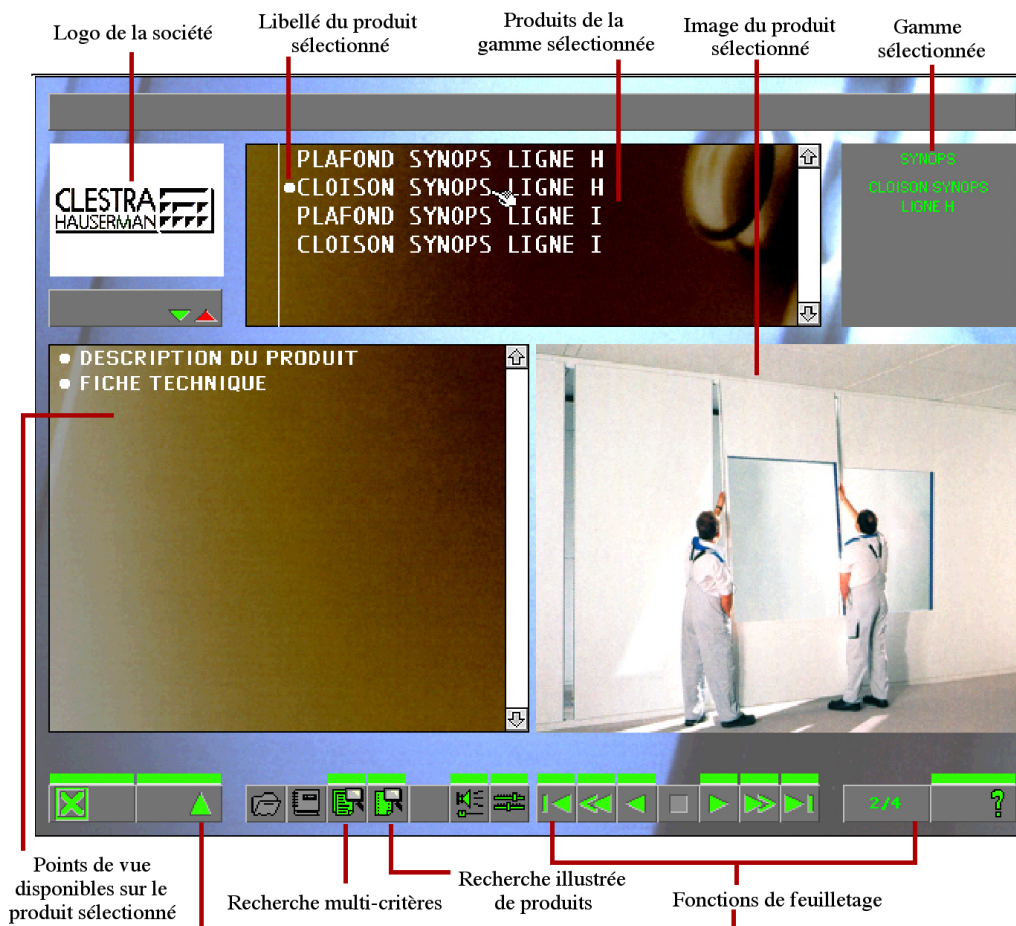 Logo de la société
Libellé du produit
sélectionné
Produits de la
gamme sélectionnée
Image du produit
sélectionné
Gamme
sélectionnée
CLESTRA
HAUSERMAN
PLAFOND SYNOPS LIGNE H
CLOISON SYNOPS LIGNE H
PLAFOND SYNOPS LIGNE I
CLOISON SYNOPS LIGNE I
SYNOPS
CLOISON SYNOPS
LIGNE H
DESCRIPTION DU PRODUIT
FICHE TECHNIQUE
2/4
?
Points de vue
disponibles sur le
produit sélectionné
Recherche multi-critères
Recherche illustrée
de produits
Fonctions de feuilletage